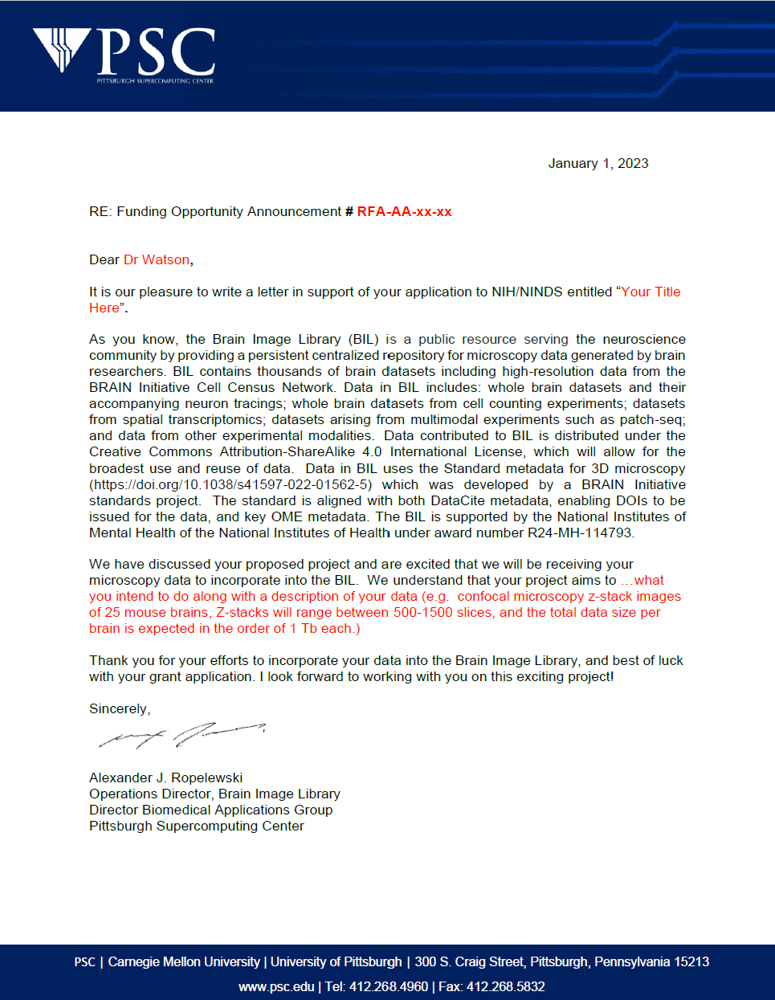 PSC
PITTSBURGH SUPERCOMPUTING CENTER
January 1, 2023
RE: Funding Opportunity Announcement # RFA-AA-xx-xx
Dear Dr Watson,
It is our pleasure to write a letter in support of your application to NIH/NINDS entitled “Your Title
Here”.
As you know, the Brain Image Library (BIL) is a public resource serving the neuroscience
community by providing a persistent centralized repository for microscopy data generated by brain
researchers. BIL contains thousands of brain datasets including high-resolution data from the
BRAIN Initiative Cell Census Network. Data in BIL includes: whole brain datasets and their
accompanying neuron tracings; whole brain datasets from cell counting experiments; datasets
from spatial transcriptomics; datasets arising from multimodal experiments such as patch-seq;
and data from other experimental modalities.  Data contributed to BIL is distributed under the
Creative Commons Attribution-ShareAlike 4.0 International License, which will allow for the
broadest use and reuse of data.  Data in BIL uses the Standard metadata for 3D microscopy
(https://doi.org/10.1038/s41597-022-01562-5) which was developed by a BRAIN Initiative
standards project.  The standard is aligned with both DataCite metadata, enabling DOIs to be
issued for the data, and key OME metadata. The BIL is supported by the National Institutes of
Mental Health of the National Institutes of Health under award number R24-MH-114793.
We have discussed your proposed project and are excited that we will be receiving your
microscopy data to incorporate into the BIL.  We understand that your project aims to …what
you intend to do along with a description of your data (e.g.  confocal microscopy z-stack images
of 25 mouse brains, Z-stacks will range between 500-1500 slices, and the total data size per
brain is expected in the order of 1 Tb each.)
Thank you for your efforts to incorporate your data into the Brain Image Library, and best of luck
with your grant application. I look forward to working with you on this exciting project!
Sincerely,
Alexander J. Ropelewski
Operations Director, Brain Image Library
Director Biomedical Applications Group
Pittsburgh Supercomputing Center
PSC | Carnegie Mellon University | University of Pittsburgh | 300 S. Craig Street, Pittsburgh, Pennsylvania 15213
www.psc.edu | Tel: 412.268.4960 | Fax: 412.268.5832